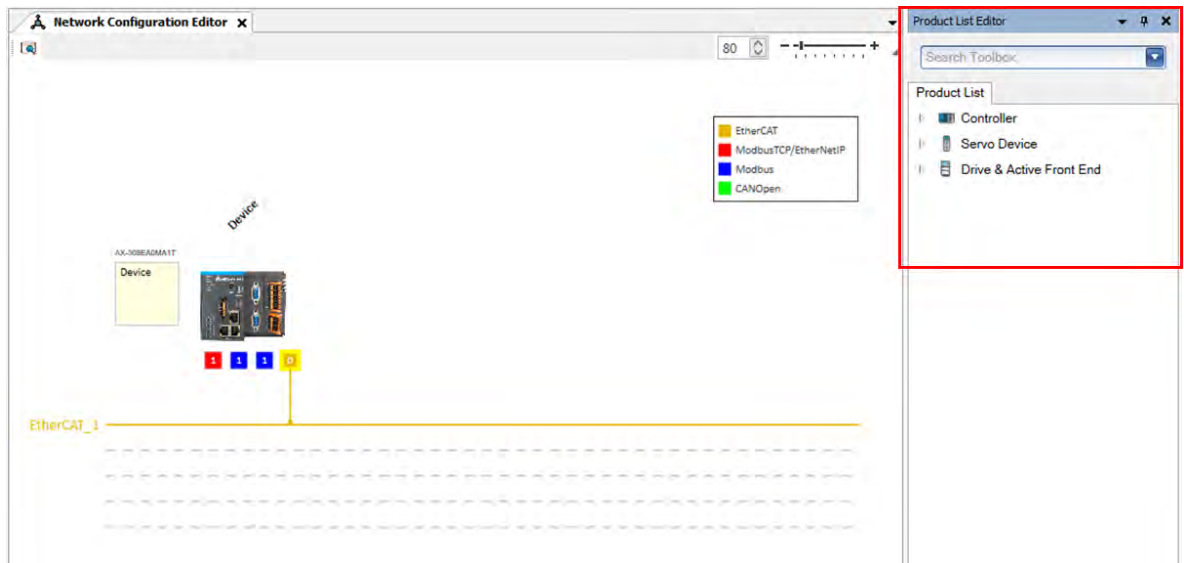 Network Configuration Editor
80
EtherCAT
ModbusTCP/EtherNetIP
Modbus
CANOpen
Device
AX-308EA0MA1T
Device
1 1 1 0
EtherCAT_1
Product List Editor
Search Toolbox
Product List
Controller
Servo Device
Drive & Active Front End